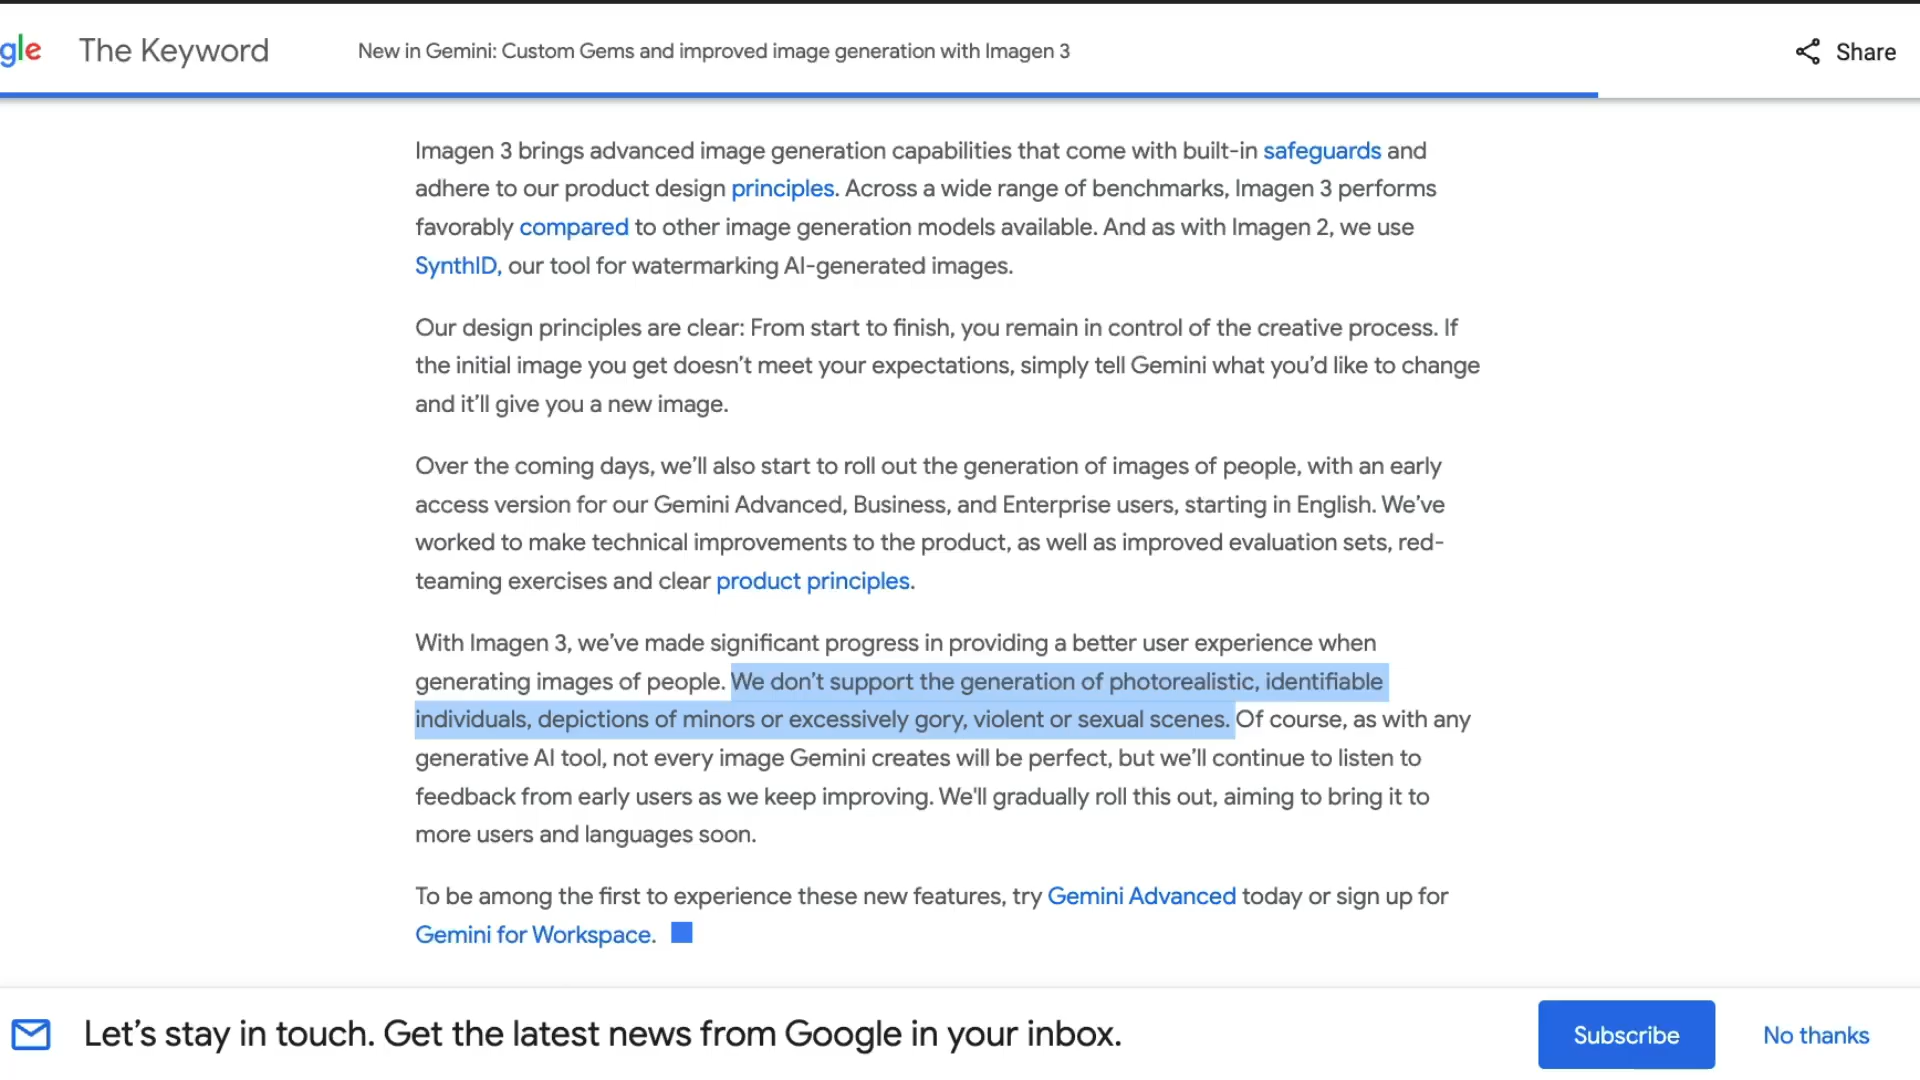 gle The Keyword New in Gemini: Custom Gems and improved image generation with Imagen 3 Share
Imagen 3 brings advanced image generation capabilities that come with built-in safeguards and
adhere to our product design principles. Across a wide range of benchmarks, Imagen 3 performs
favorably compared to other image generation models available. And as with Imagen 2, we use
SynthID, our tool for watermarking AI-generated images.
Our design principles are clear: From start to finish, you remain in control of the creative process. If
the initial image you get doesn’t meet your expectations, simply tell Gemini what you’d like to change
and it’ll give you a new image.
Over the coming days, we’ll also start to roll out the generation of images of people, with an early
access version for our Gemini Advanced, Business, and Enterprise users, starting in English. We’ve
worked to make technical improvements to the product, as well as improved evaluation sets, red-
teaming exercises and clear product principles.
With Imagen 3, we’ve made significant progress in providing a better user experience when
generating images of people. We don’t support the generation of photorealistic, identifiable
individuals, depictions of minors or excessively gory, violent or sexual scenes. Of course, as with any
generative AI tool, not every image Gemini creates will be perfect, but we’ll continue to listen to
feedback from early users as we keep improving. We'll gradually roll this out, aiming to bring it to
more users and languages soon.
To be among the first to experience these new features, try Gemini Advanced today or sign up for
Gemini for Workspace.
Let’s stay in touch. Get the latest news from Google in your inbox. Subscribe No thanks